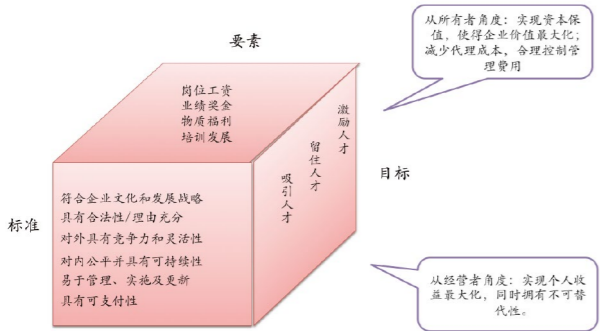 从所有者角度：实现资本保
值，使得企业价值最大化；
减少代理成本，合理控制管
理费用
要素
岗位工资
业绩奖金
物质福利
培训发展
激励人才
留住人才
吸引人才
目标
标准
符合企业文化和发展战略
具有合法性/理由充分
对外具有竞争力和灵活性
对内公平并具有可持续性
易于管理、实施及更新
具有可支付性
从经营者角度：实现个人收
益最大化，同时拥有不可替
代性。